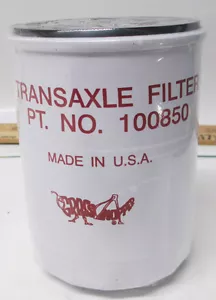 TRANSAXLE FILTER
PT. NO. 100850
MADE IN U.S.A.